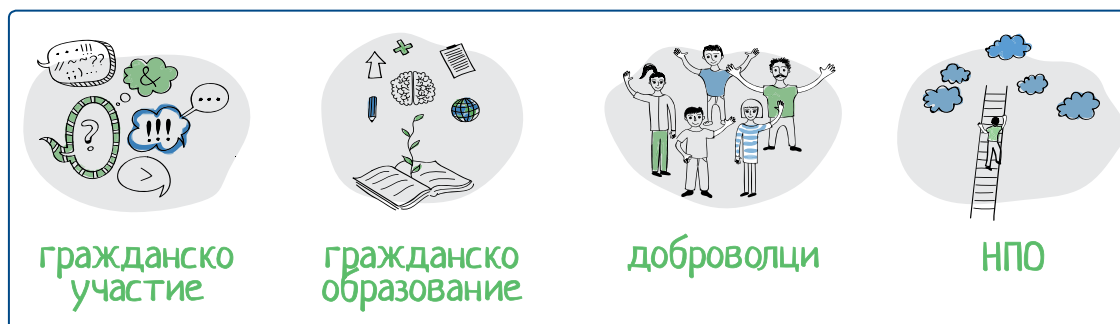 гражданско
участие
гражданско
образование
доброволци
НПО
...!!!
//~~??
!;)...
&
?
!!!
...
>